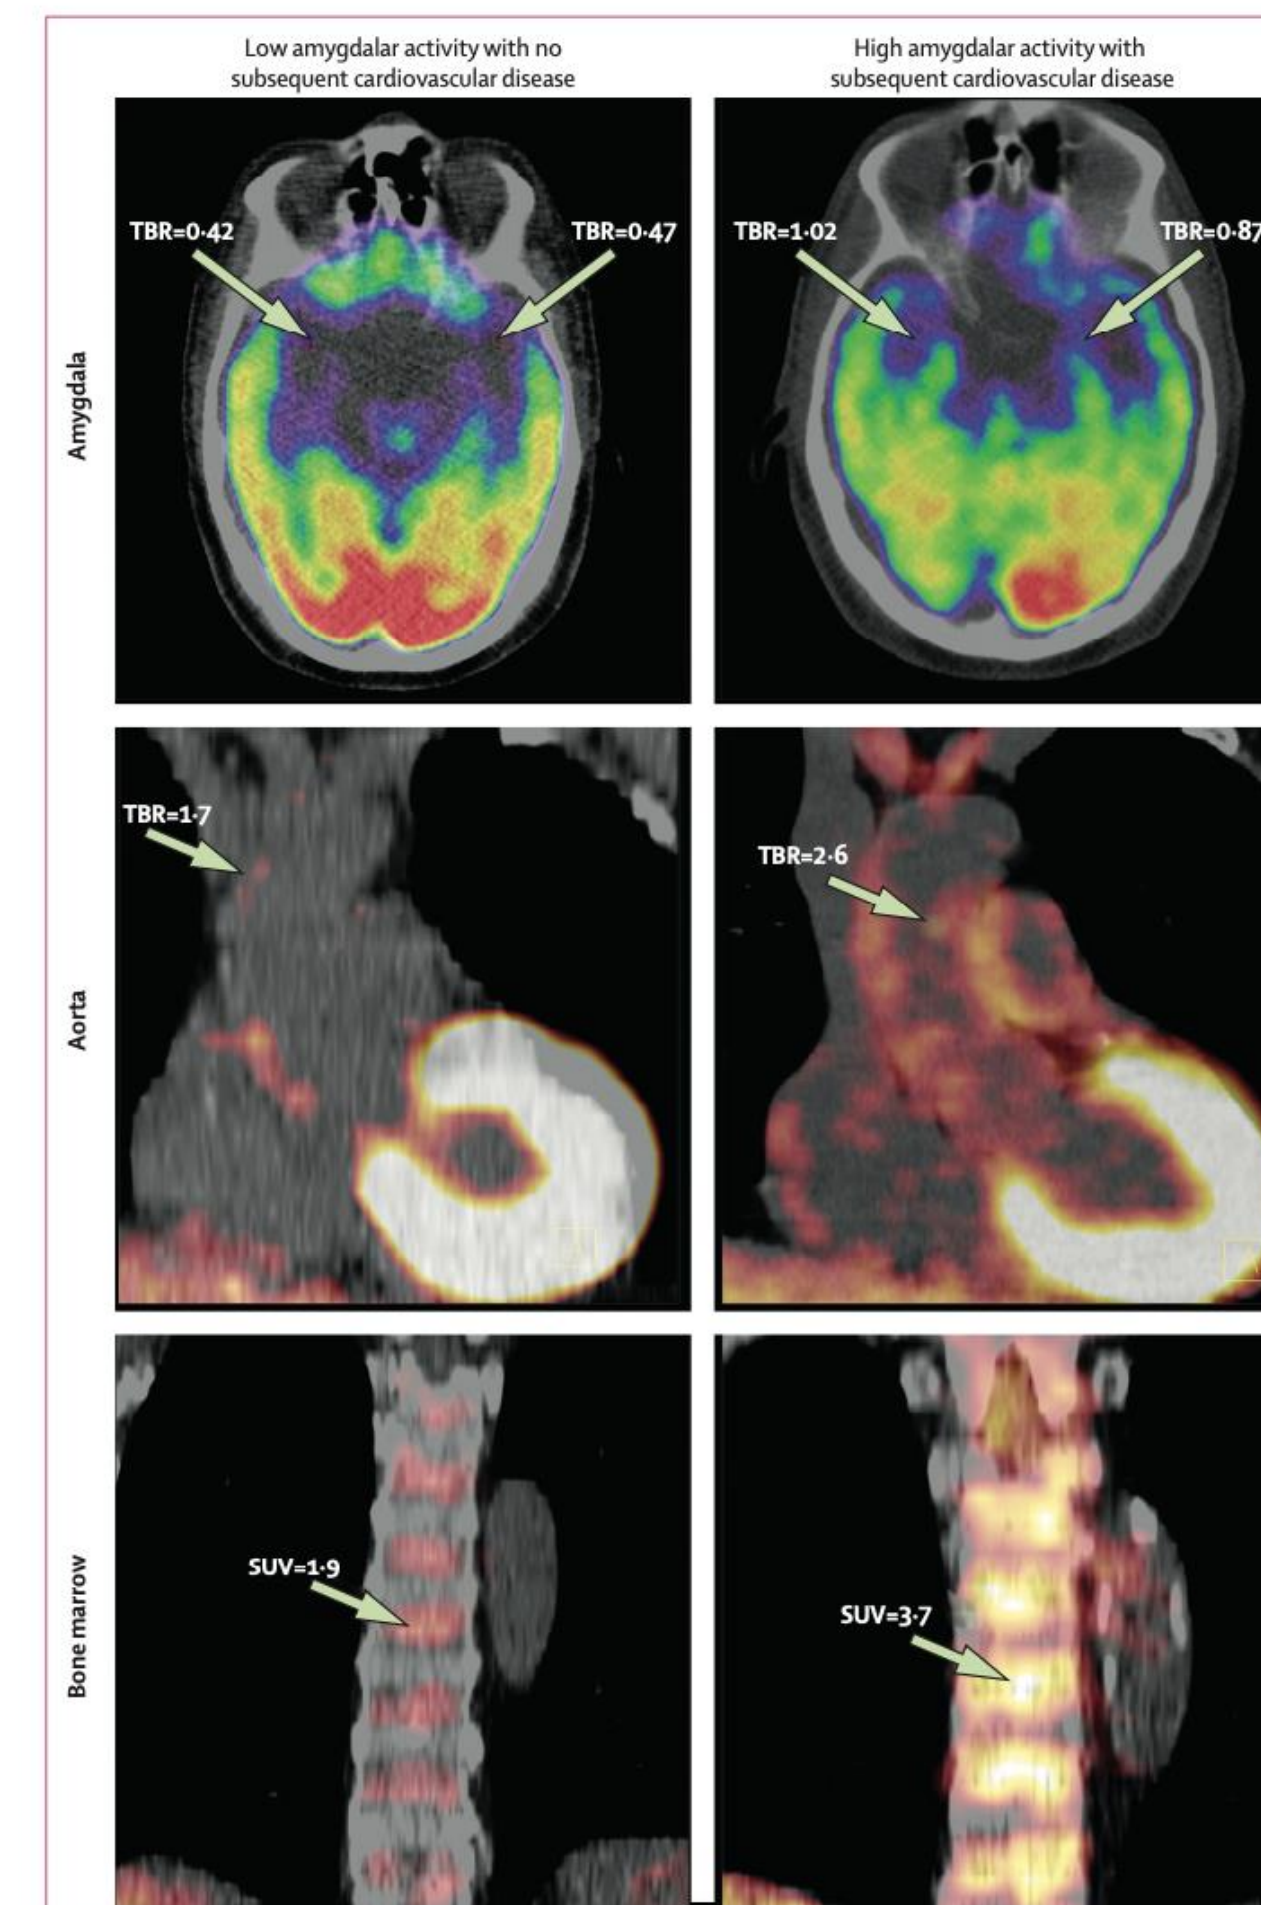 Low amygdalar activity with no
subsequent cardiovascular disease
High amygdalar activity with
subsequent cardiovascular disease
Amygdala
TBR=0·42
TBR=0·47
TBR=1·02
TBR=0·87
Aorta
TBR=1·7
TBR=2·6
A
A
Bone marrow
SUV=1·9
SUV=3·7